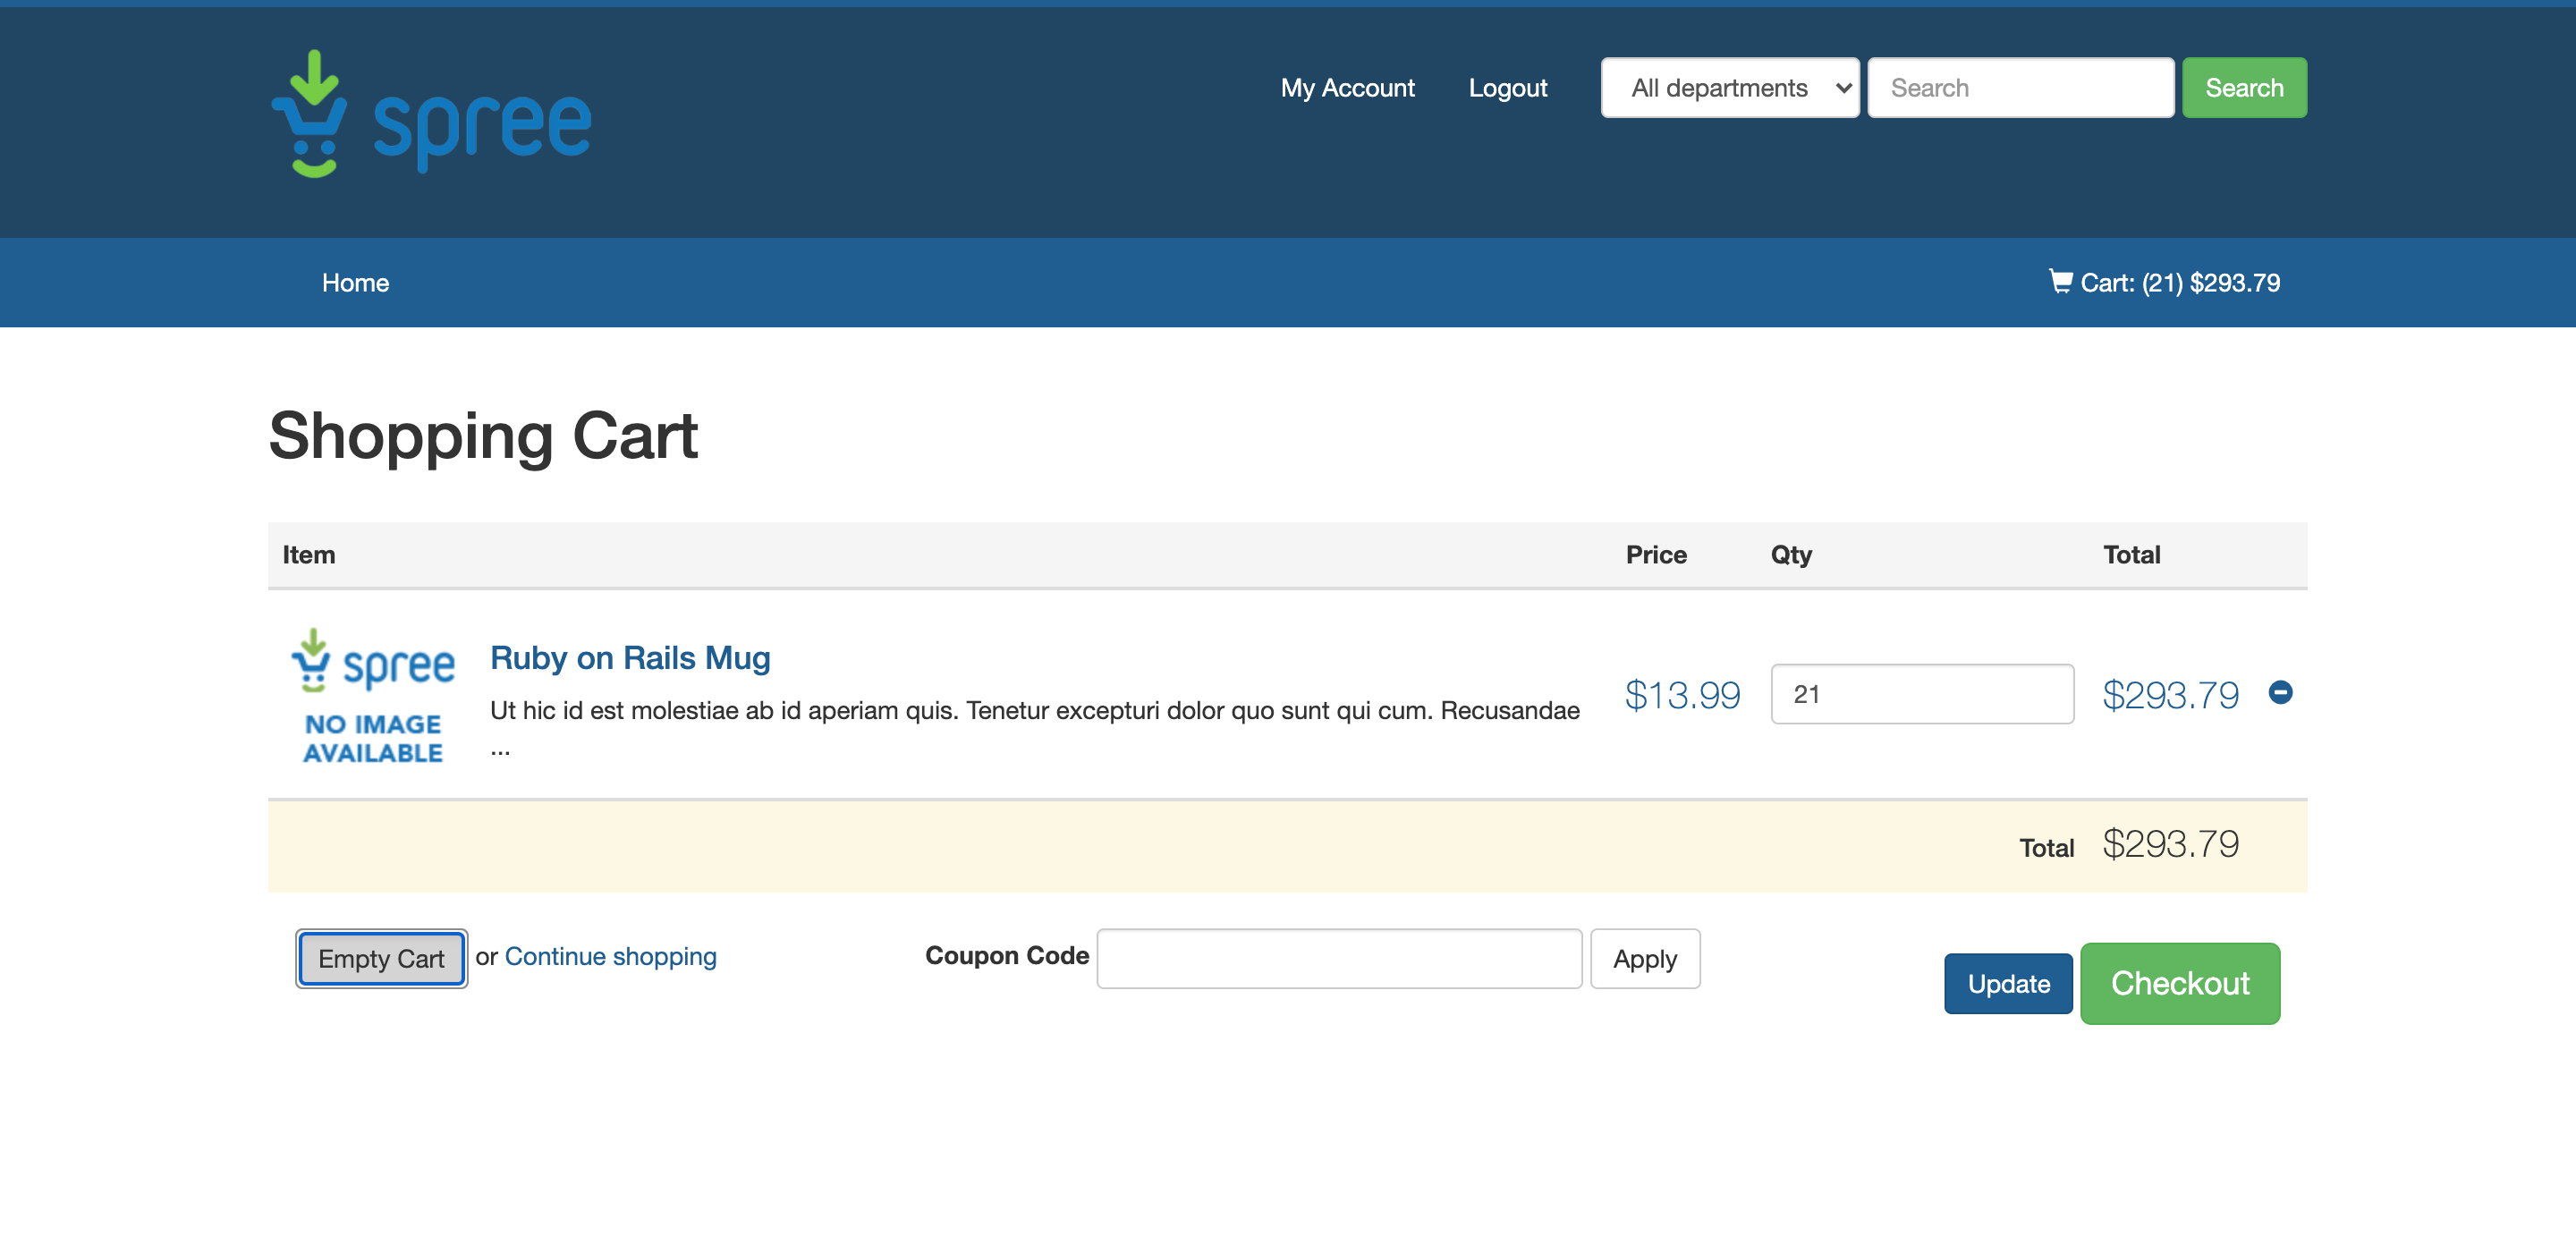 spree
My Account
Logout
All departments
Search
Search
Home
Cart: (21) $293.79
Shopping Cart
Item
Price
Qty
Total
spree
NO IMAGE
AVAILABLE
Ruby on Rails Mug
Ut hic id est molestiae ab id aperiam quis. Tenetur excepturi dolor quo sunt qui cum. Recusandae
...
$13.99
21
$293.79
Total
$293.79
Empty Cart
or Continue shopping
Coupon Code
Apply
Update
Checkout